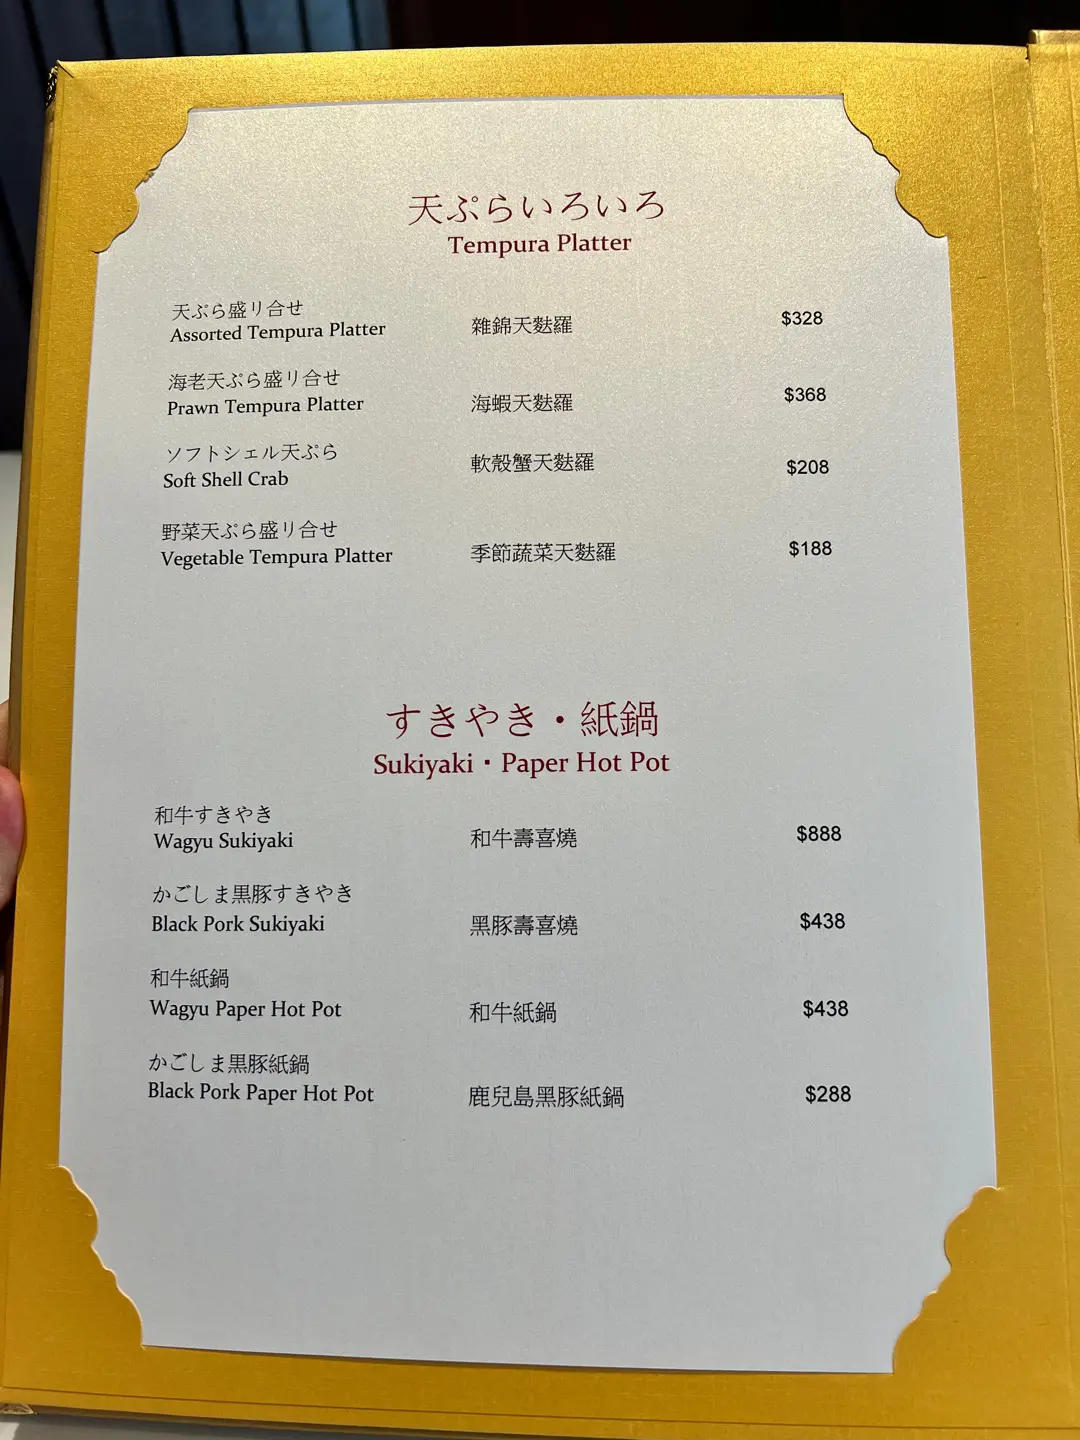 天ぷらいろいろ
Tempura Platter
天ぷら盛り合せ
Assorted Tempura Platter
雜錦天麩羅
$328
海老天ぷら盛り合せ
Prawn Tempura Platter
海蝦天麩羅
$368
ソフトシェル天ぷら
Soft Shell Crab
軟殼蟹天麩羅
$208
野菜天ぷら盛り合せ
Vegetable Tempura Platter
季節蔬菜天麩羅
$188
すきやき・紙鍋
Sukiyaki・Paper Hot Pot
和牛すきやき
Wagyu Sukiyaki
和牛壽喜燒
$888
かごしま黒豚すきやき
Black Pork Sukiyaki
黑豚壽喜燒
$438
和牛紙鍋
Wagyu Paper Hot Pot
和牛紙鍋
$438
かごしま黒豚紙鍋
Black Pork Paper Hot Pot
鹿兒島黑豚紙鍋
$288